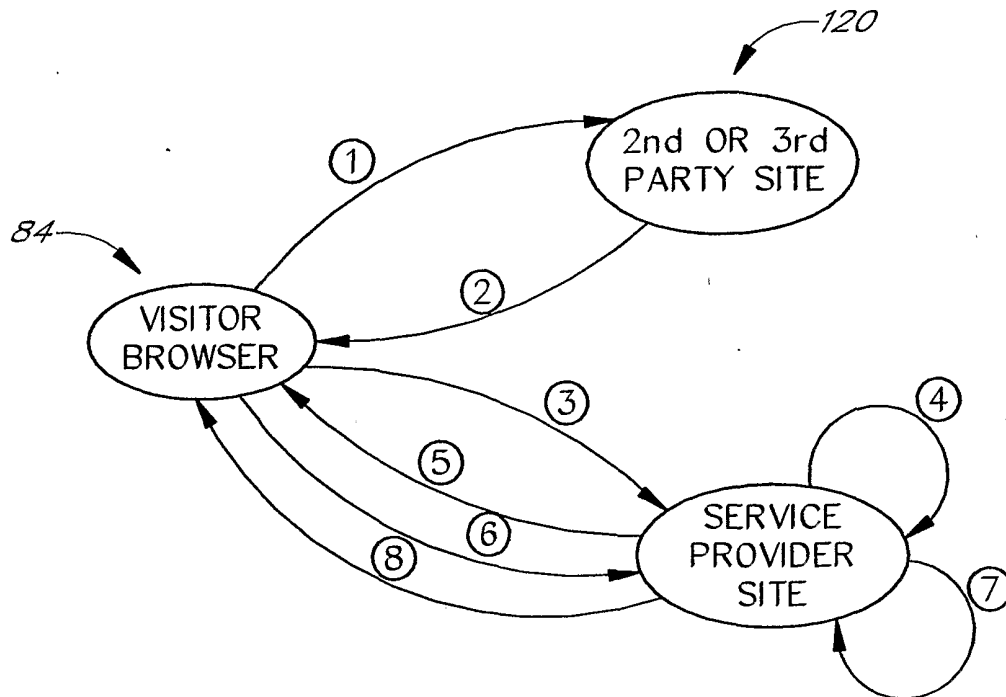 120
2nd OR 3rd
PARTY SITE
1
84
2
VISITOR
BROWSER
3
4
5
6
8
SERVICE
PROVIDER
SITE
7